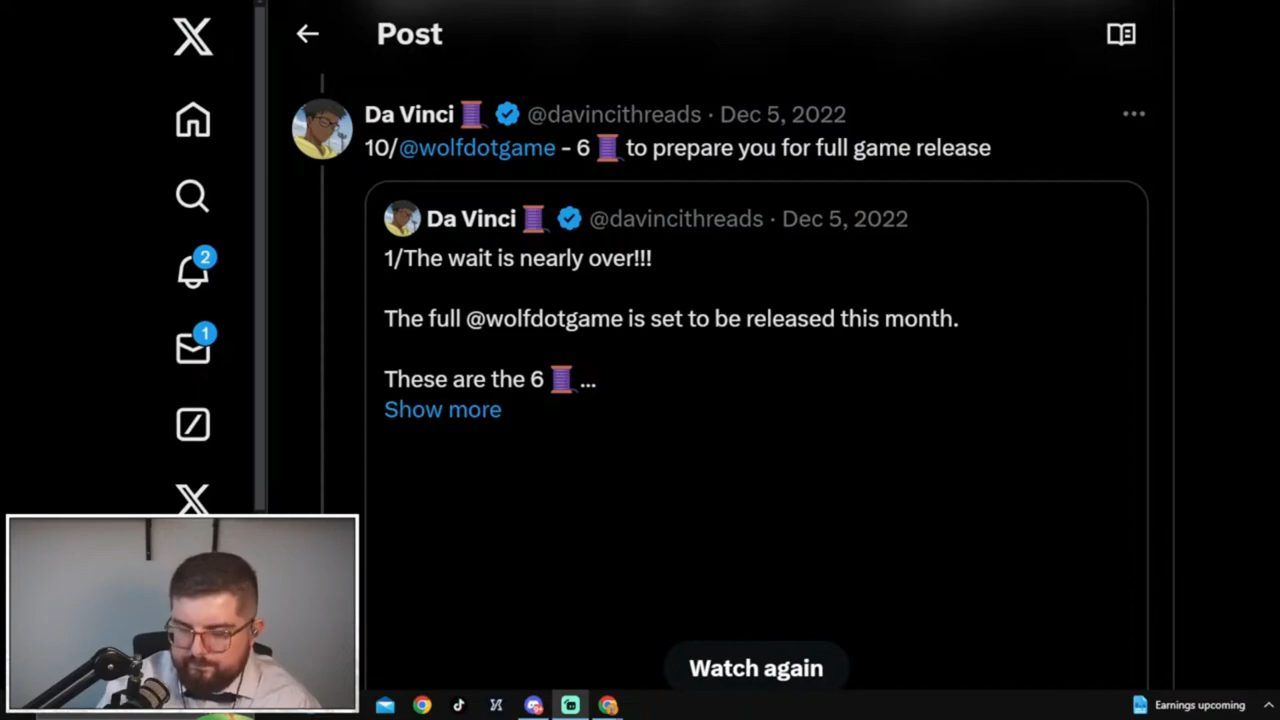 Post
Da Vinci 🧵 @davincithreads · Dec 5, 2022
10/@wolfdotgame - 6 🧵 to prepare you for full game release
Da Vinci 🧵 @davincithreads · Dec 5, 2022
1/The wait is nearly over!!!
The full @wolfdotgame is set to be released this month.
These are the 6 🧵 ...
Show more
Watch again
2
1
Earnings upcoming